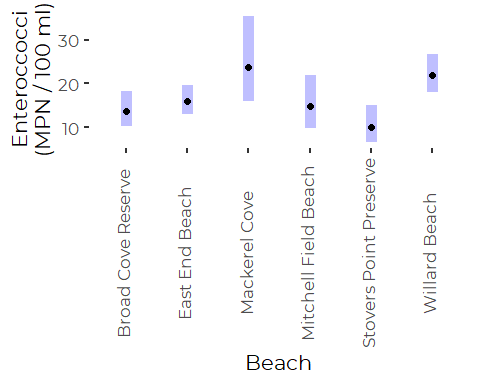 Enteroccocci
(MPN / 100 ml)
30
20
10
Broad Cove Reserve
East End Beach
Mackerel Cove
Mitchell Field Beach
Stovers Point Preserve
Willard Beach
Beach